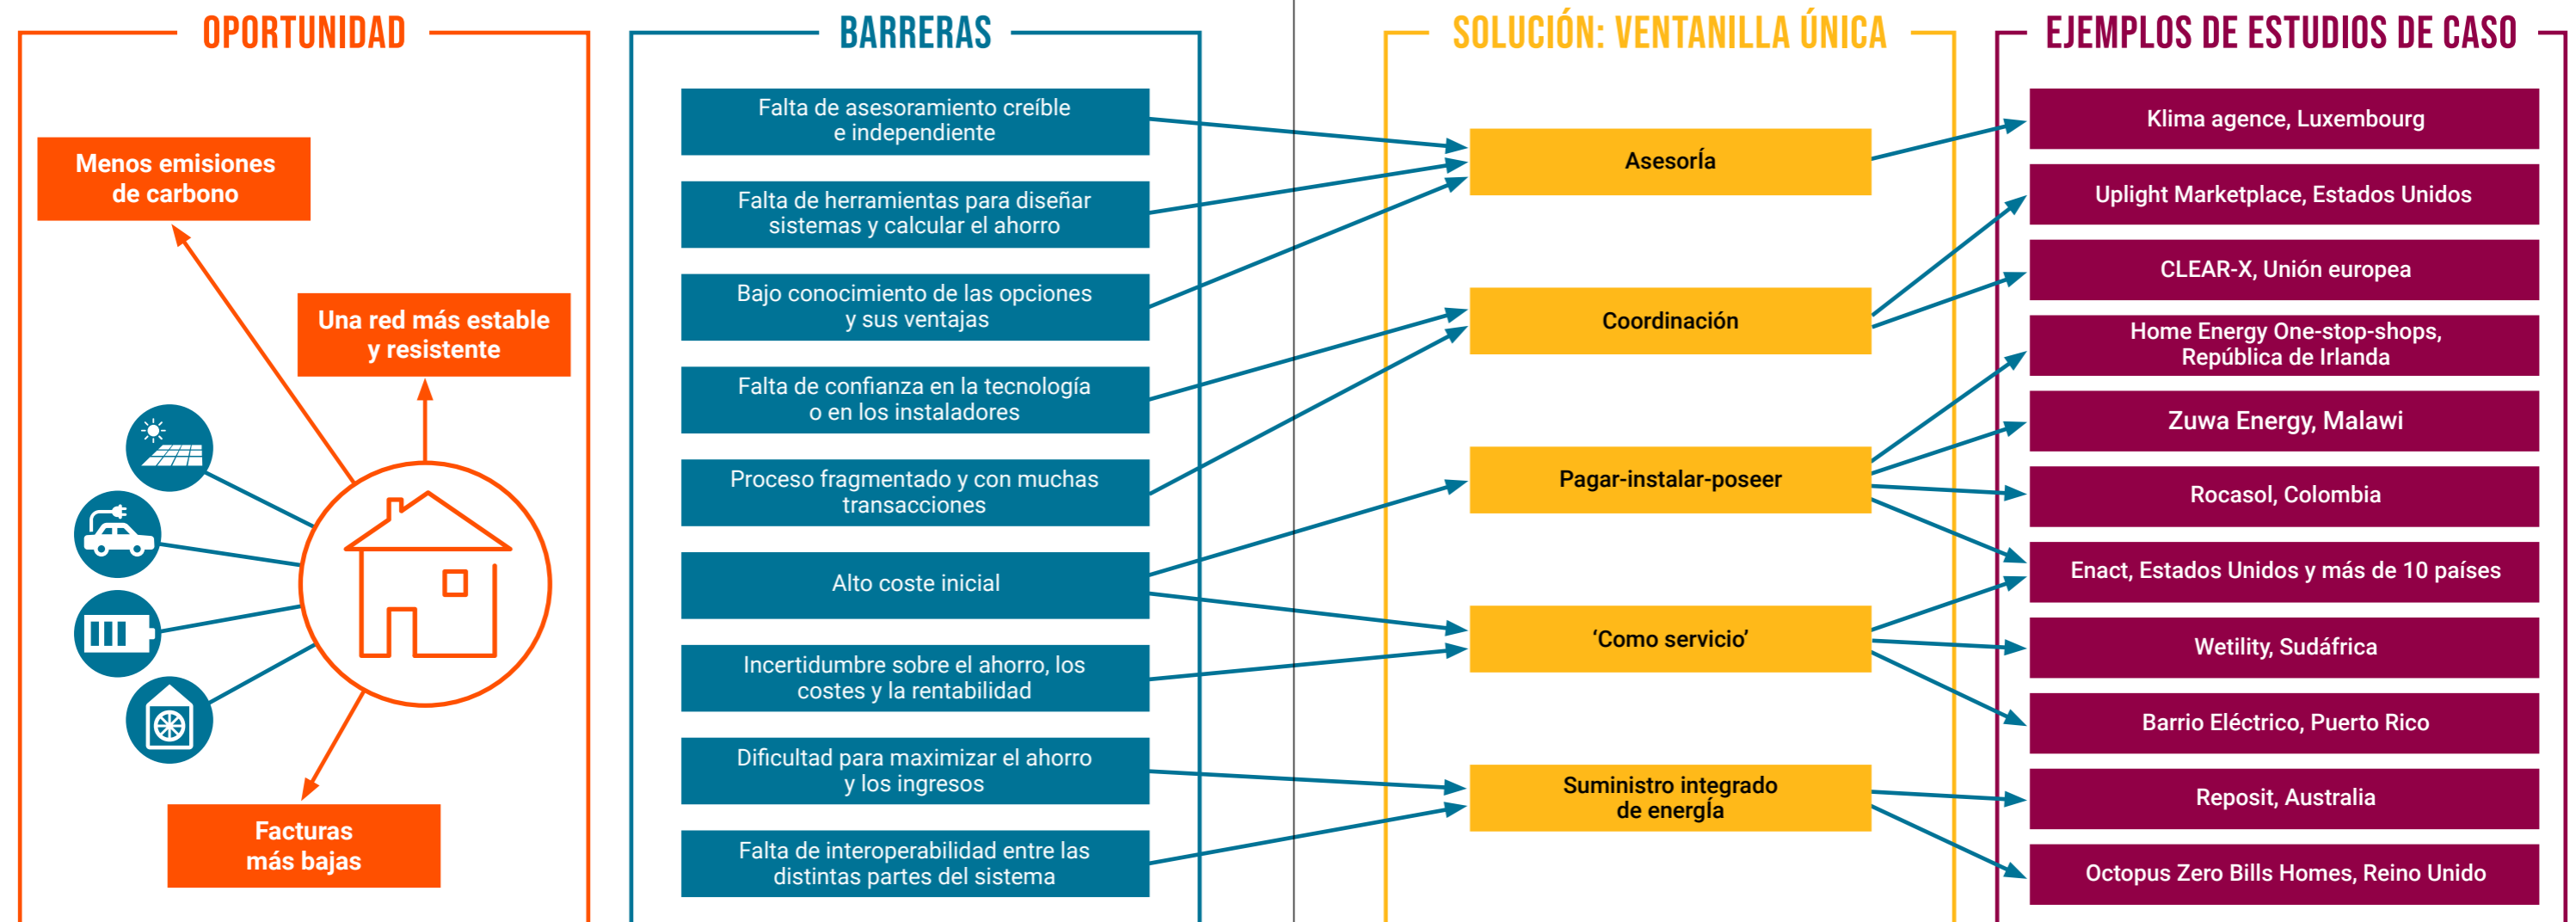 OPORTUNIDAD
Menos emisiones
de carbono
Una red más estable
y resistente
Facturas
más bajas
BARRERAS
Falta de asesoramiento creíble
e independiente
Falta de herramientas para diseñar
sistemas y calcular el ahorro
Bajo conocimiento de las opciones
y sus ventajas
Falta de confianza en la tecnología
o en los instaladores
Proceso fragmentado y con muchas
transacciones
Alto coste inicial
Incertidumbre sobre el ahorro, los
costes y la rentabilidad
Dificultad para maximizar el ahorro
y los ingresos
Falta de interoperabilidad entre las
distintas partes del sistema
SOLUCIÓN: VENTANILLA ÚNICA
AsesorÍa
Coordinación
Pagar-instalar-poseer
‘Como servicio’
Suministro integrado
de energÍa
EJEMPLOS DE ESTUDIOS DE CASO
Klima agence, Luxembourg
Uplight Marketplace, Estados Unidos
CLEAR-X, Unión europea
Home Energy One-stop-shops,
República de Irlanda
Zuwa Energy, Malawi
Rocasol, Colombia
Enact, Estados Unidos y más de 10 países
Wetility, Sudáfrica
Barrio Eléctrico, Puerto Rico
Reposit, Australia
Octopus Zero Bills Homes, Reino Unido